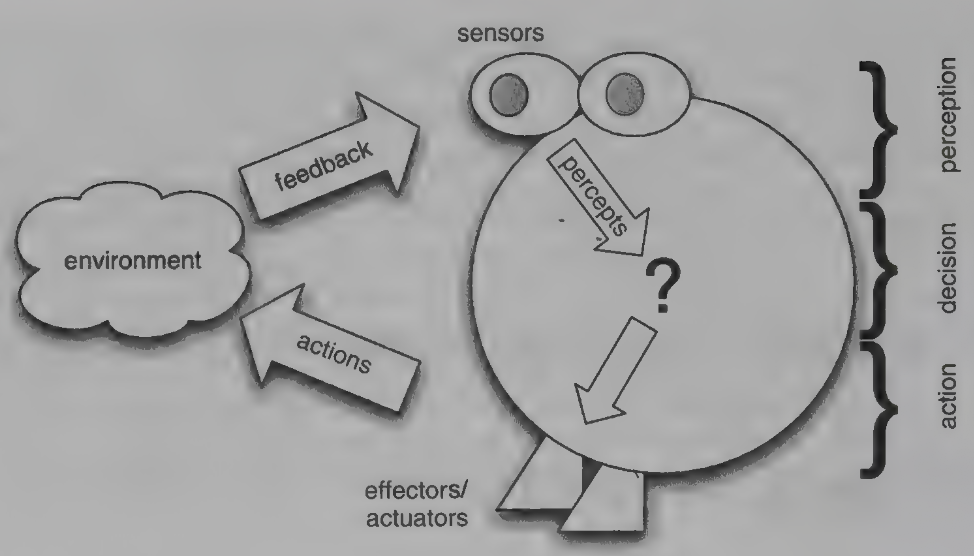 sensors
feedback
percepts
environment
?
actions
effectors/
actuators
perception
decision
action